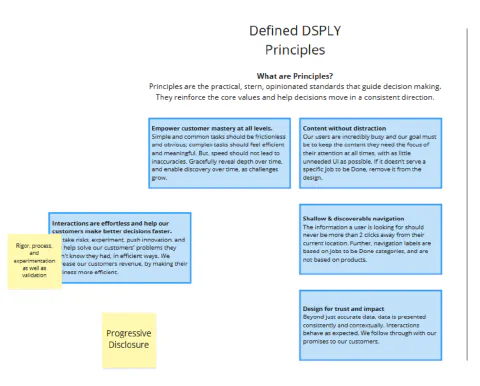 Defined DSPLY
Principles
What are Principles?
Principles are the practical, stern, opinionated standards that guide decision making.
They reinforce the core values and help decisions move in a consistent direction.
Empower customer mastery at all levels.
Simple and common tasks should be frictionless
and obvious; complex tasks should feel efficient
and meaningful. But, speed should not lead to
inaccuracies. Gracefully reveal depth over time,
and enable discovery over time, as challenges
grow.
Content without distraction
Our users are incredibly busy and our goal must
be to keep the content they need the focus of
their attention at all times, with as little
unneeded UI as possible. If it doesn't serve a
specific Job to be Done, remove it from the
design.
Interactions are effortless and help our
customers make better decisions faster.
take risks, experiment, push innovation, and
help solve our customers' problems they
know they had, in efficient ways. We
our customers' revenue, by making their
more efficient.
Rigor, process,
and
experimentation
as well as
validation
Shallow & discoverable navigation
The information a user is looking for should
never be more than 2 clicks away from their
current location. Further, navigation labels are
based on Jobs to be Done categories, and are
not based on products.
Progressive
Disclosure
Design for trust and impact
Beyond just accurate data, data is presented
consistently and contextually. Interactions
behave as expected. We follow through with our
promises to our customers.